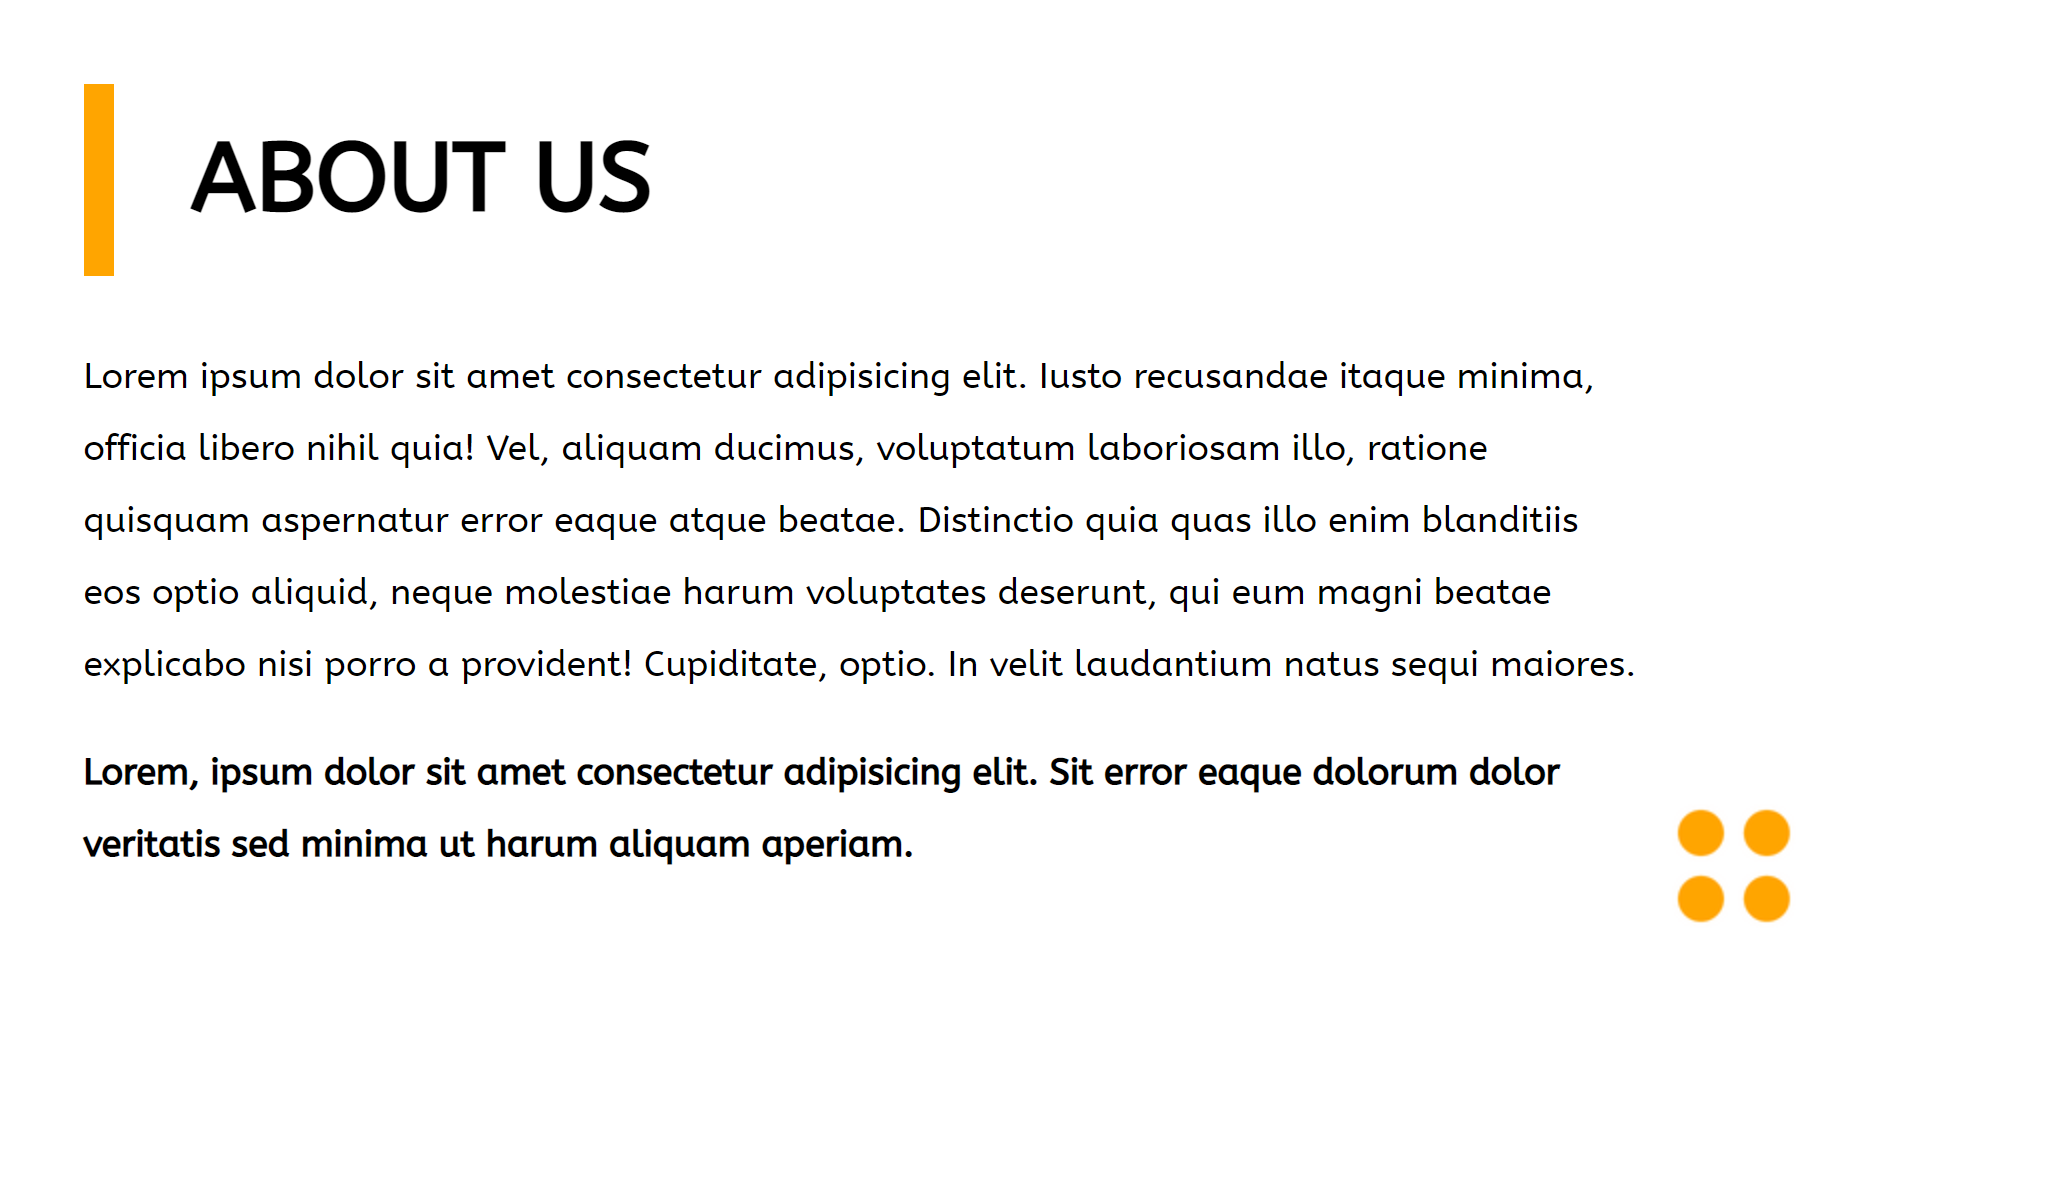 ABOUT US
Lorem ipsum dolor sit amet consectetur adipisicing elit. Iusto recusandae itaque minima,
officia libero nihil quia! Vel, aliquam ducimus, voluptatum laboriosam illo, ratione
quisquam aspernatur error eaque atque beatae. Distinctio quia quas illo enim blanditiis
eos optio aliquid, neque molestiae harum voluptates deserunt, qui eum magni beatae
explicabo nisi porro a provident! Cupiditate, optio. In velit laudantium natus sequi maiores.
Lorem, ipsum dolor sit amet consectetur adipisicing elit. Sit error eaque dolorum dolor
veritatis sed minima ut harum aliquam aperiam.